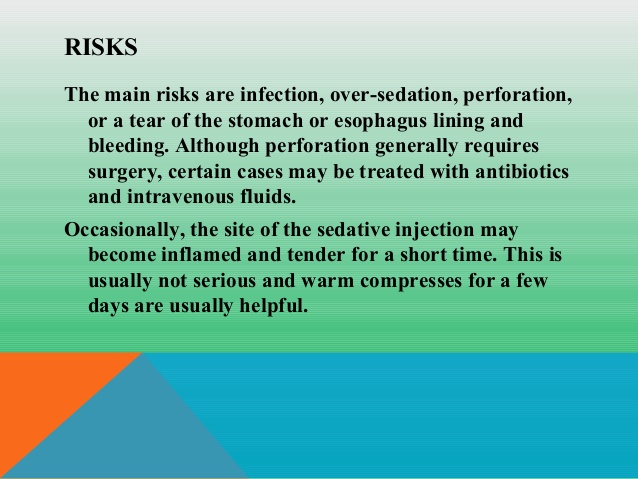 RISKS
The main risks are infection, over-sedation, perforation,
or a tear of the stomach or esophagus lining and
bleeding. Although perforation generally requires
surgery, certain cases may be treated with antibiotics
and intravenous fluids.
Occasionally, the site of the sedative injection may
become inflamed and tender for a short time. This is
usually not serious and warm compresses for a few
days are usually helpful.